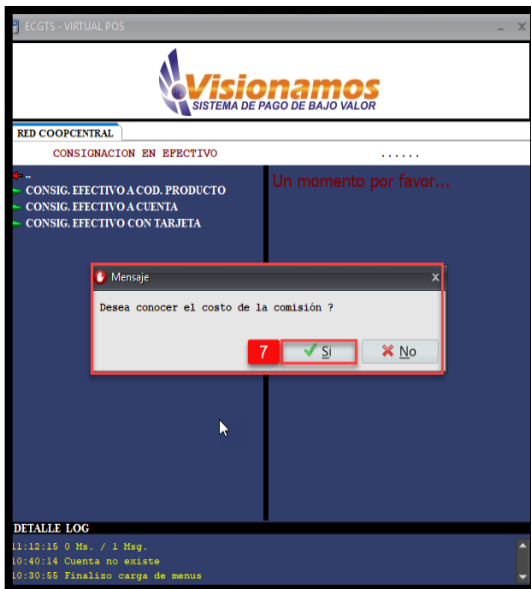 ECGTS - VIRTUAL POS
Visionamos
SISTEMA DE PAGO DE BAJO VALOR
RED COOPCENTRAL
CONSIGNACION EN EFECTIVO ......
..
CONSIG. EFECTIVO A COD. PRODUCTO
CONSIG. EFECTIVO A CUENTA
CONSIG. EFECTIVO CON TARJETA
Un momento por favor...
Mensaje
Desea conocer el costo de la comisión ?
7 Si No
DETALLE LOG
11:12:15 0 Ms. / 1 Msg.
10:40:14 Cuenta no existe
10:30:55 Finalizo carga de menus